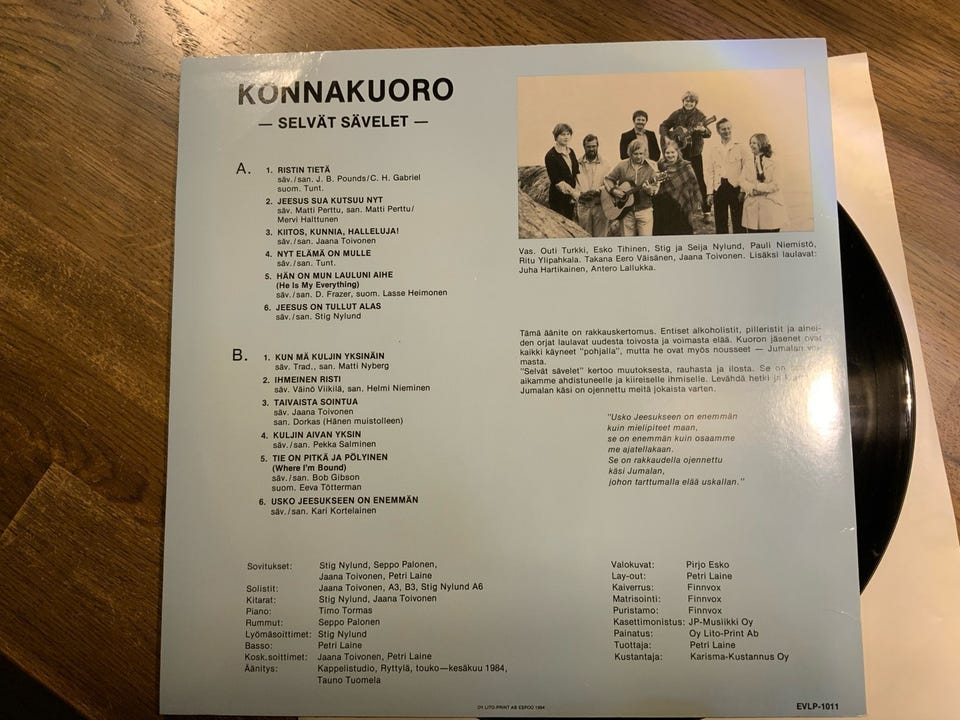 KONNAKUORO
— SELVÄT SÄVELET —
A.
1. RISTIN TIETÄ
säv./san. J. B. Pounds/C. H. Gabriel
suom. Tunt.
2. JEESUS SUA KUTSUU NYT
säv. Matti Perttu, san. Matti Perttu/
Mervi Halttunen
3. KIITOS, KUNNIA, HALLELUJA!
säv./san. Jaana Toivonen
4. NYT ELÄMÄ ON MULLE
säv./san. Tunt.
5. HÄN ON MUN LAULUNI AIHE
(He Is My Everything)
säv./san. D. Frazer, suom. Lasse Heimonen
6. JEESUS ON TULLUT ALAS
säv./san. Stig Nylund
B.
1. KUN MÄ KULJIN YKSINÄIN
säv. Trad., san. Matti Nyberg
2. IHMEINEN RISTI
säv. Väinö Viikilä, san. Helmi Nieminen
3. TAIVAISTA SOINTUA
säv. Jaana Toivonen
san. Dorkas (Hänen muistolleen)
4. KULJIN AIVAN YKSIN
säv./san. Pekka Salminen
5. TIE ON PITKÄ JA PÖLYINEN
(Where I'm Bound)
säv./san. Bob Gibson
suom. Eeva Tötterman
6. USKO JEESUKSEEN ON ENEMMÄN
säv./san. Kari Kortelainen
Vas. Outi Turkki, Esko Tihinen, Stig ja Seija Nylund, Pauli Niemistö,
Ritu Ylipahkala. Takana Eero Väisänen, Jaana Toivonen. Lisäksi laulavat:
Juha Hartikainen, Antero Lallukka.
Tämä äänite on rakkauskertomus. Entiset alkoholistit, pilleristit ja ainei-
den orjat laulavat uudesta toivosta ja voimasta elää. Kuoron jäsenet ovat
kaikki käyneet "pohjalla", mutta he ovat myös nousseet — Jumalan voi-
masta.
"Selvät sävelet" kertoo muutoksesta, rauhasta ja ilosta. Se on
aikamme ahdistuneelle ja kiireiselle ihmiselle. Levähdä hetki
Jumalan käsi on ojennettu meitä jokaista varten.
"Usko Jeesukseen on enemmän
kuin mielipiteet maan,
se on enemmän kuin osaamme
me ajatellakaan.
Se on rakkaudella ojennettu
käsi Jumalan,
johon tarttumalla elää uskallan."
Sovitukset: Stig Nylund, Seppo Palonen,
Jaana Toivonen, Petri Laine
Solistit: Jaana Toivonen, A3, B3, Stig Nylund A6
Kitarat: Stig Nylund, Jaana Toivonen
Piano: Timo Tormas
Rummut: Seppo Palonen
Lyömäsoittimet: Stig Nylund
Basso: Petri Laine
Kosk.soittimet: Jaana Toivonen, Petri Laine
Äänitys: Kappelistudio, Ryttylä, touko—kesäkuu 1984,
Tauno Tuomela
Valokuvat: Pirjo Esko
Lay-out: Petri Laine
Kaiverrus: Finnvox
Matrisointi: Finnvox
Puristamo: Finnvox
Kasettimonistus: JP-Musiikki Oy
Painatus: Oy Lito-Print Ab
Tuottaja: Petri Laine
Kustantaja: Karisma-Kustannus Oy
OY LITO-PRINT AB ESPOO 1984
EVLP-1011